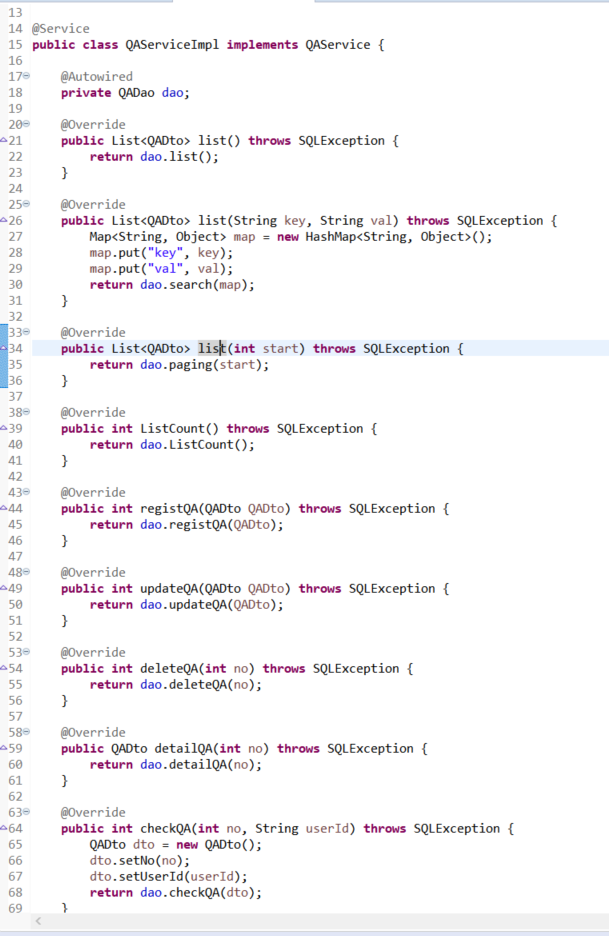 13
14 @Service
15 public class QAServiceImpl implements QAService {
16
17 @Autowired
18 private QADao dao;
19
20 @Override
21 public List<QADto> list() throws SQLException {
22 return dao.list();
23 }
24
25 @Override
26 public List<QADto> list(String key, String val) throws SQLException {
27 Map<String, Object> map = new HashMap<String, Object>();
28 map.put("key", key);
29 map.put("val", val);
30 return dao.search(map);
31 }
32
33 @Override
34 public List<QADto> list(int start) throws SQLException {
35 return dao.paging(start);
36 }
37
38 @Override
39 public int ListCount() throws SQLException {
40 return dao.ListCount();
41 }
42
43 @Override
44 public int registQA(QADto QADto) throws SQLException {
45 return dao.registQA(QADto);
46 }
47
48 @Override
49 public int updateQA(QADto QADto) throws SQLException {
50 return dao.updateQA(QADto);
51 }
52
53 @Override
54 public int deleteQA(int no) throws SQLException {
55 return dao.deleteQA(no);
56 }
57
58 @Override
59 public QADto detailQA(int no) throws SQLException {
60 return dao.detailQA(no);
61 }
62
63 @Override
64 public int checkQA(int no, String userId) throws SQLException {
65 QADto dto = new QADto();
66 dto.setNo(no);
67 dto.setUserId(userId);
68 return dao.checkQA(dto);
69 }